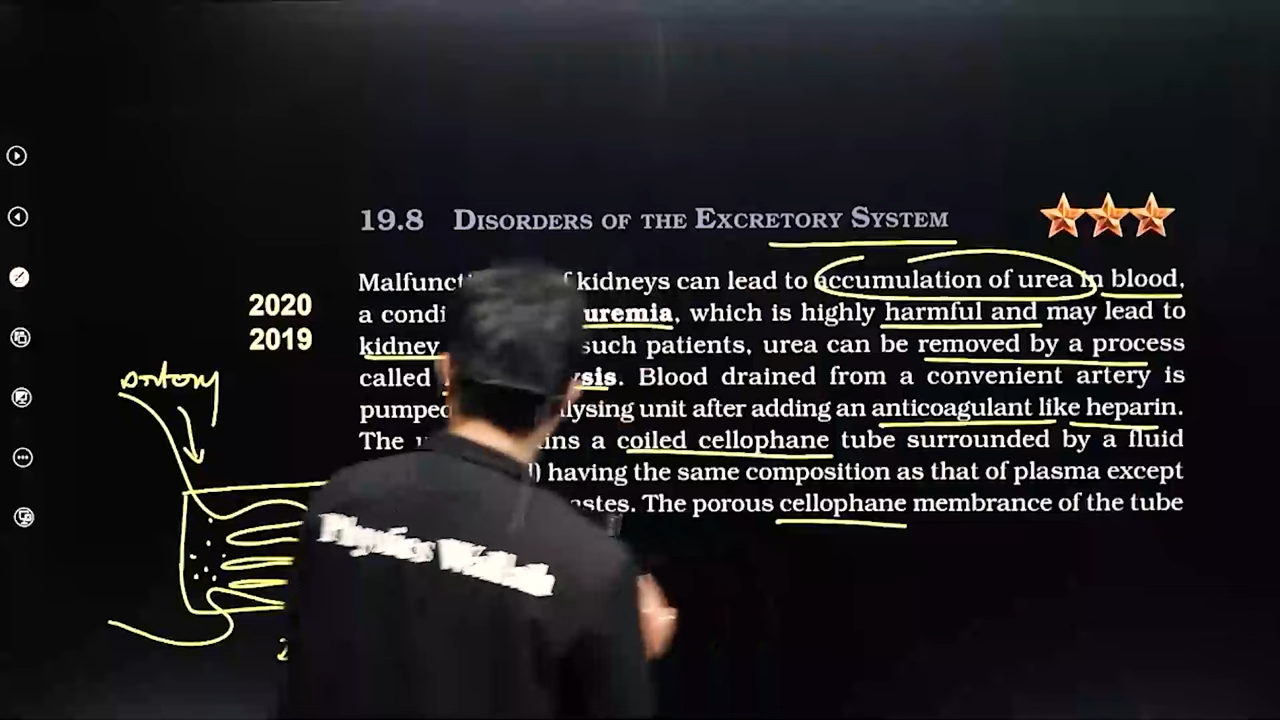 19.8 DISORDERS OF THE EXCRETORY SYSTEM
Malfunct f kidneys can lead to accumulation of urea in blood,
a condi uremia, which is highly harmful and may lead to
kidney such patients, urea can be removed by a process
called sis. Blood drained from a convenient artery is
pumped lysing unit after adding an anticoagulant like heparin.
The ins a coiled cellophane tube surrounded by a fluid
) having the same composition as that of plasma except
astes. The porous cellophane membrane of the tube
2020
2019
artery
Physics Wallah